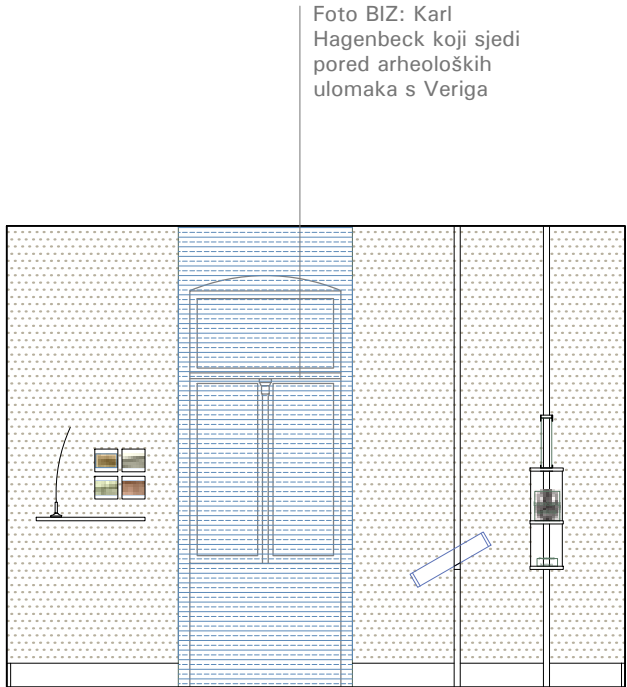 Foto BIZ: Karl
Hagenbeck koji sjedi
pored arheoloških
ulomaka s Veriga